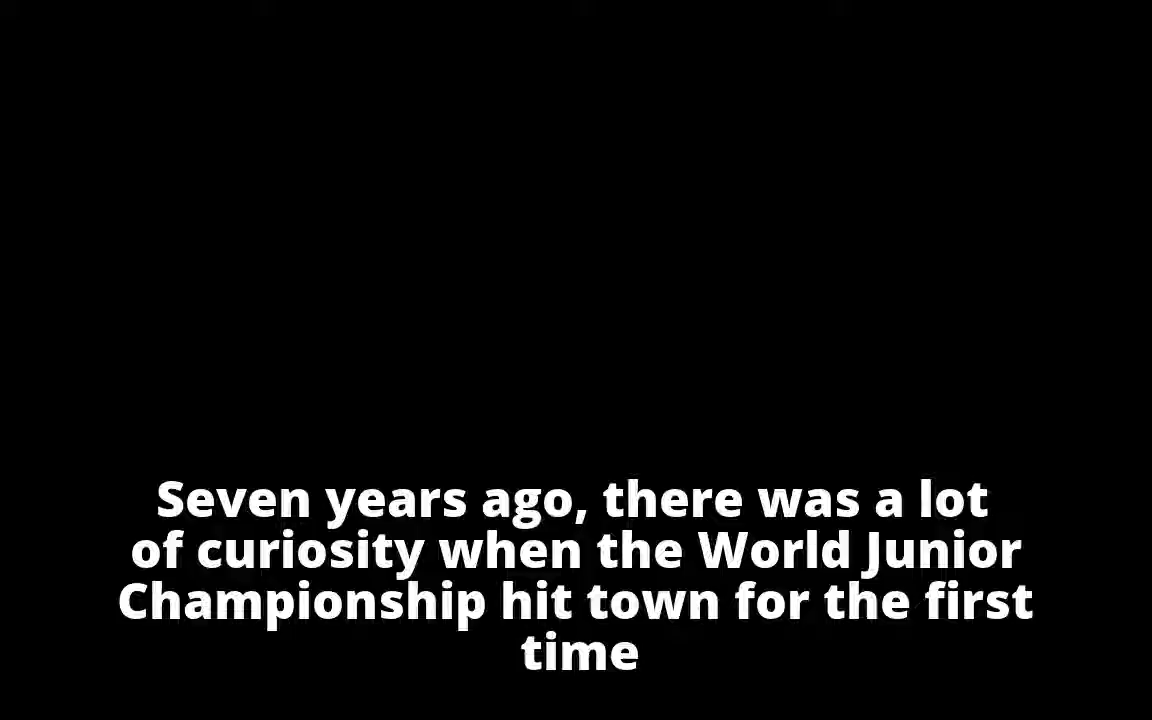 Seven years ago, there was a lot
of curiosity when the World Junior
Championship hit town for the first
time